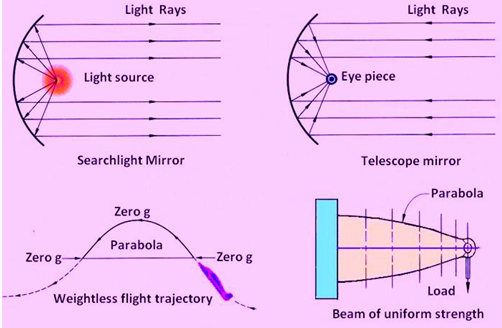 Light Rays
Light source
Searchlight Mirror
Light Rays
Eye piece
Telescope mirror
Zero g
Zero g
Parabola
Zero g
Weightless flight trajectory
Parabola
Load
Beam of uniform strength